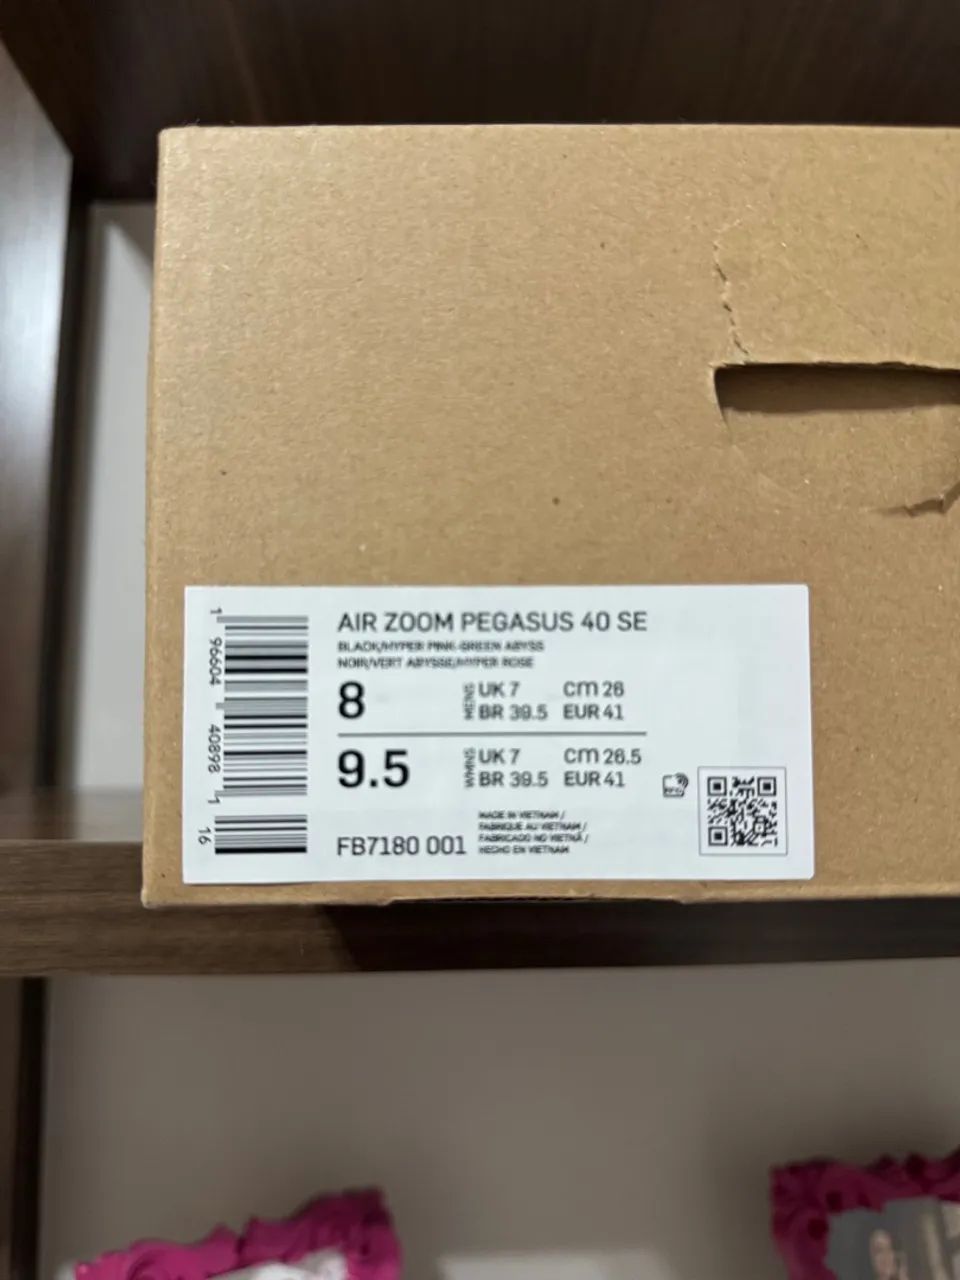 AIR ZOOM PEGASUS 40 SE
BLACK/HYPER PINK-GREEN ABYSS
NOIR/VERT ABYSSE/HYPER ROSE
8
MENS
UK 7 cm 26
BR 39.5 EUR 41
9.5
WMNS
UK 7 cm 26.5
BR 39.5 EUR 41
FB7180 001
MADE IN VIETNAM /
FABRIQUE AU VIETNAM /
FABRICADO NO VIETNÃ /
HECHO EN VIETNAM
1 96604 40898 1
16